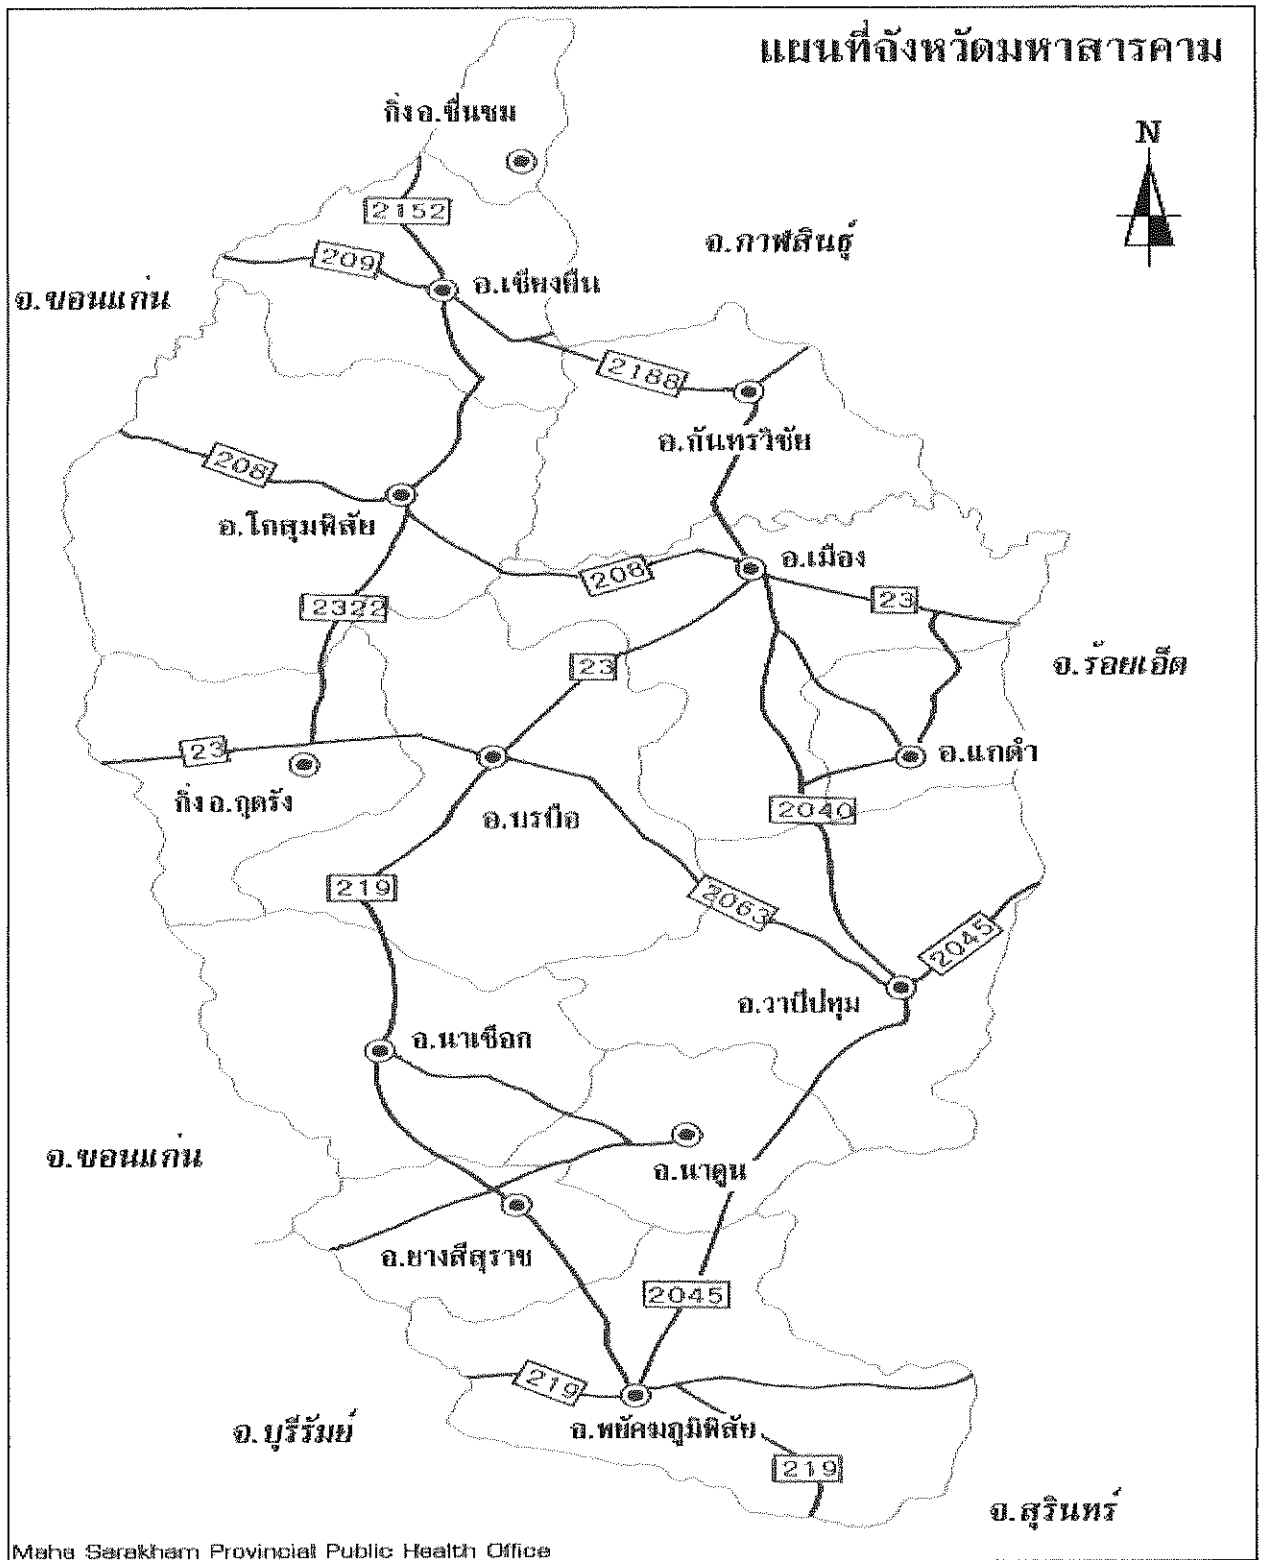 แผนที่จังหวัดมหาสารคาม
กิ่งอ.ชื่นชม
N
2152
จ.กาฬสินธุ์
209
อ.เชียงยืน
จ.ขอนแก่น
2188
อ.กันทรวิชัย
208
อ.โกสุมพิสัย
อ.เมือง
208
23
2322
23
จ.ร้อยเอ็ด
23
อ.แกดำ
กิ่งอ.กุดรัง
อ.บรบือ
2040
219
2063
2045
อ.วาปีปทุม
อ.นาเชือก
จ.ขอนแก่น
อ.นาดูน
อ.ยางสีสุราช
2045
219
จ.บุรีรัมย์
อ.พยัคฆภูมิพิสัย
219
จ.สุรินทร์
Maha Sarakham Provincial Public Health Office